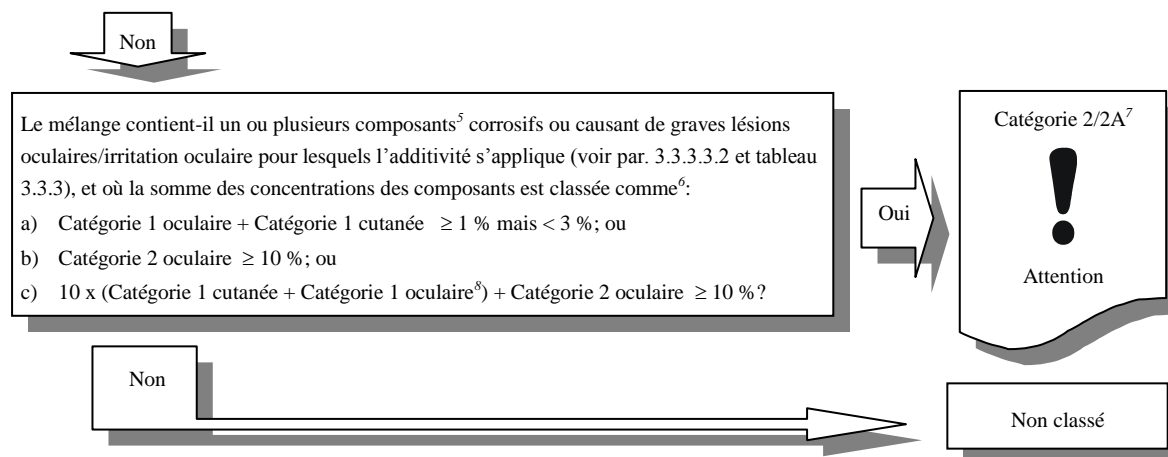 Non
Le mélange contient-il un ou plusieurs composants5 corrosifs ou causant de graves lésions
oculaires/irritation oculaire pour lesquels l’additivité s’applique (voir par. 3.3.3.3.2 et tableau
3.3.3), et où la somme des concentrations des composants est classée comme6:
a) Catégorie 1 oculaire + Catégorie 1 cutanée ≥ 1 % mais < 3 %; ou
b) Catégorie 2 oculaire ≥ 10 %; ou
c) 10 x (Catégorie 1 cutanée + Catégorie 1 oculaire8) + Catégorie 2 oculaire ≥ 10 %?
Oui
Catégorie 2/2A7
!
Attention
Non
Non classé